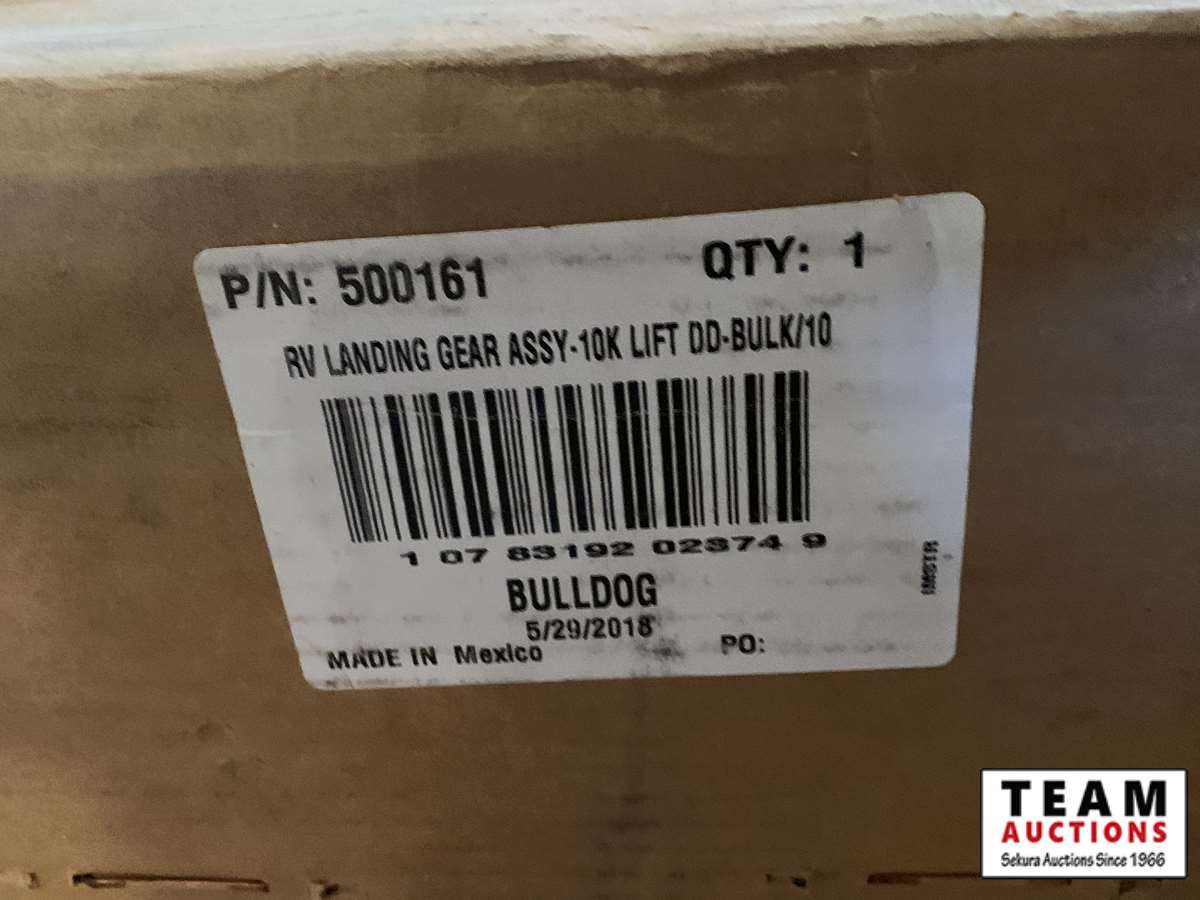 P/N: 500161 QTY: 1
RV LANDING GEAR ASSY-10K LIFT DD-BULK/10
1 07 83192 02874 9
BULLDOG
5/29/2018
MADE IN Mexico PO:
TEAM
AUCTIONS
Sekura Auctions Since 1966